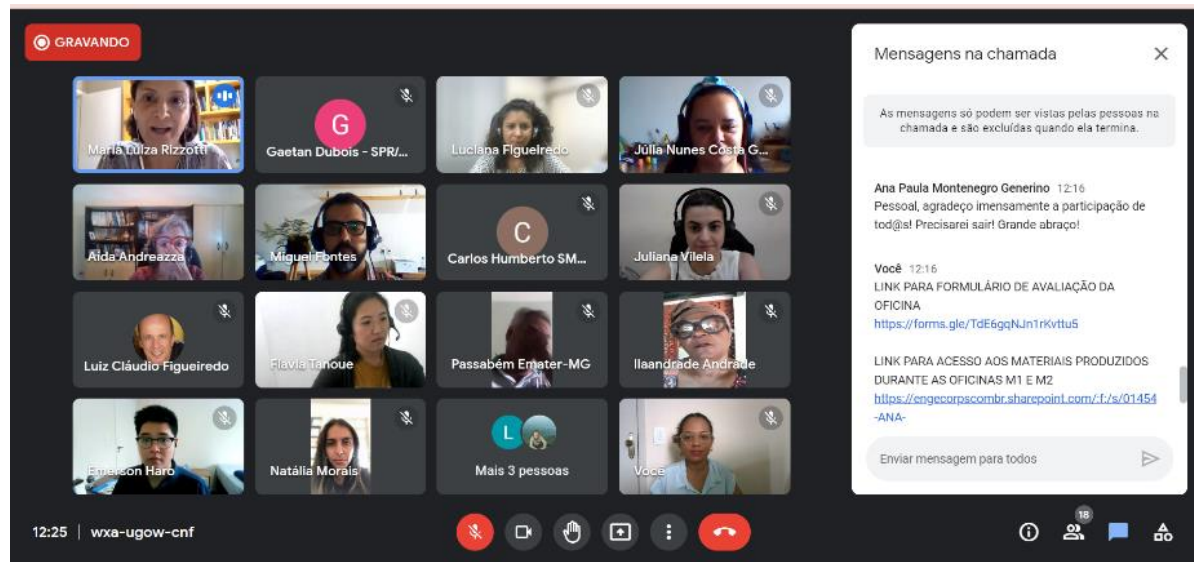 GRAVANDO
Maria Luiza Rizzotti
G
Gaetan Dubois - SPR/...
Luciana Figueiredo
Júlia Nunes Costa G...
Aida Andreazza
Miguel Fontes
C
Carlos Humberto SM...
Juliana Vilela
Luiz Cláudio Figueiredo
Flavia Tanoue
Passabém Emater-MG
Ilaandrade Andrade
Emerson Haro
Natália Morais
L
Mais 3 pessoas
Você
Mensagens na chamada
As mensagens só podem ser vistas pelas pessoas na
chamada e são excluídas quando ela termina.
Ana Paula Montenegro Generino 12:16
Pessoal, agradeço imensamente a participação de
tod@s! Precisarei sair! Grande abraço!
Você 12:16
LINK PARA FORMULÁRIO DE AVALIAÇÃO DA
OFICINA
https://forms.gle/TdE6gqNJn1rKvttu5
LINK PARA ACESSO AOS MATERIAIS PRODUZIDOS
DURANTE AS OFICINAS M1 E M2
https://engecorpscombr.sharepoint.com/:f:/s/01454
-ANA-
Enviar mensagem para todos
12:25 | wxa-ugow-cnf
18